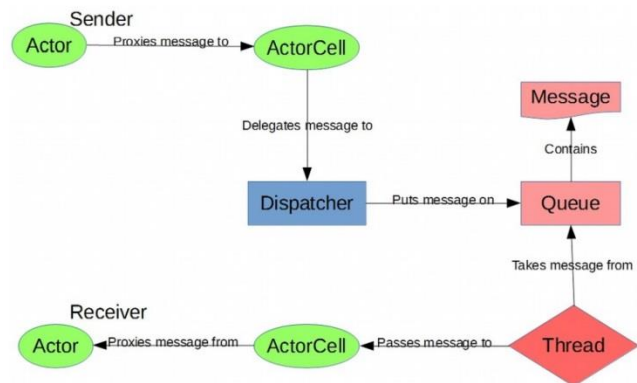 Sender
Actor
Proxies message to
ActorCell
Delegates message to
Message
Contains
Dispatcher
Puts message on
Queue
Takes message from
Receiver
Actor
Proxies message from
ActorCell
Passes message to
Thread